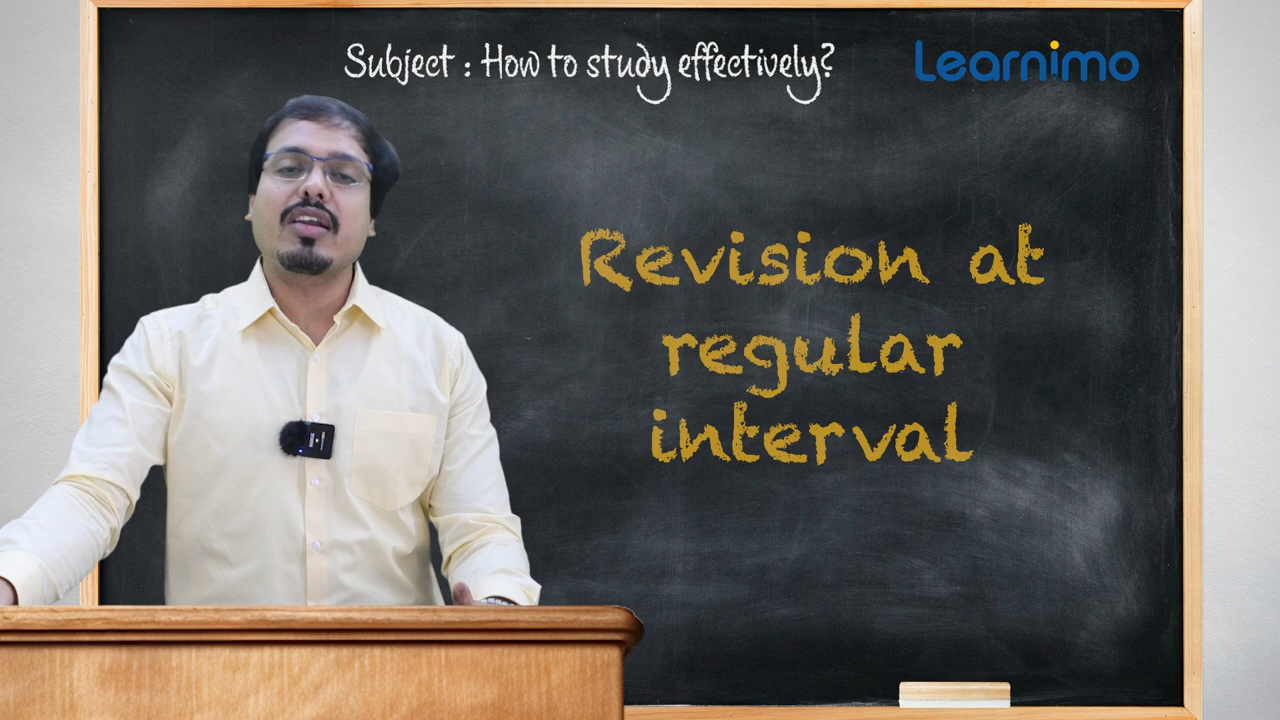 Subject : How to study effectively?
Learnimo
Revision at
regular
interval